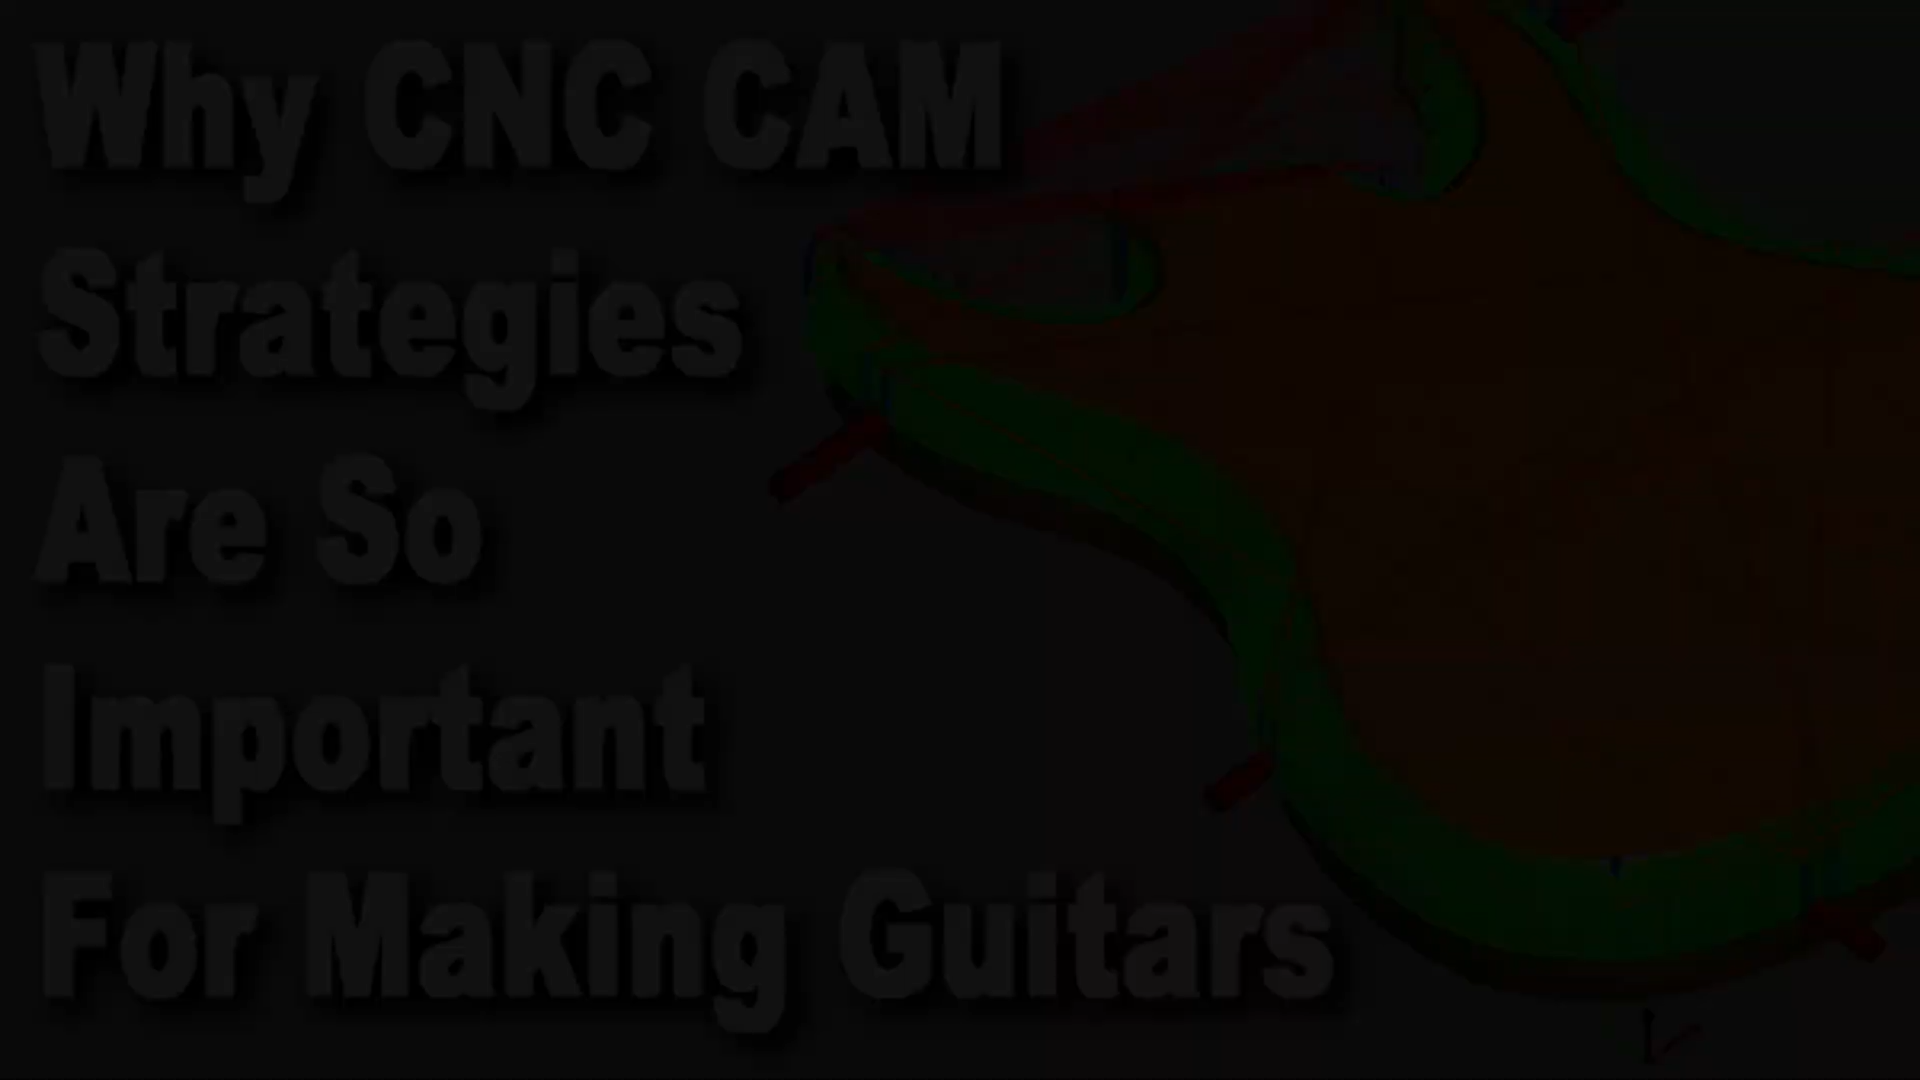 Why CNC CAM
Strategies
Are So
Important
For Making Guitars